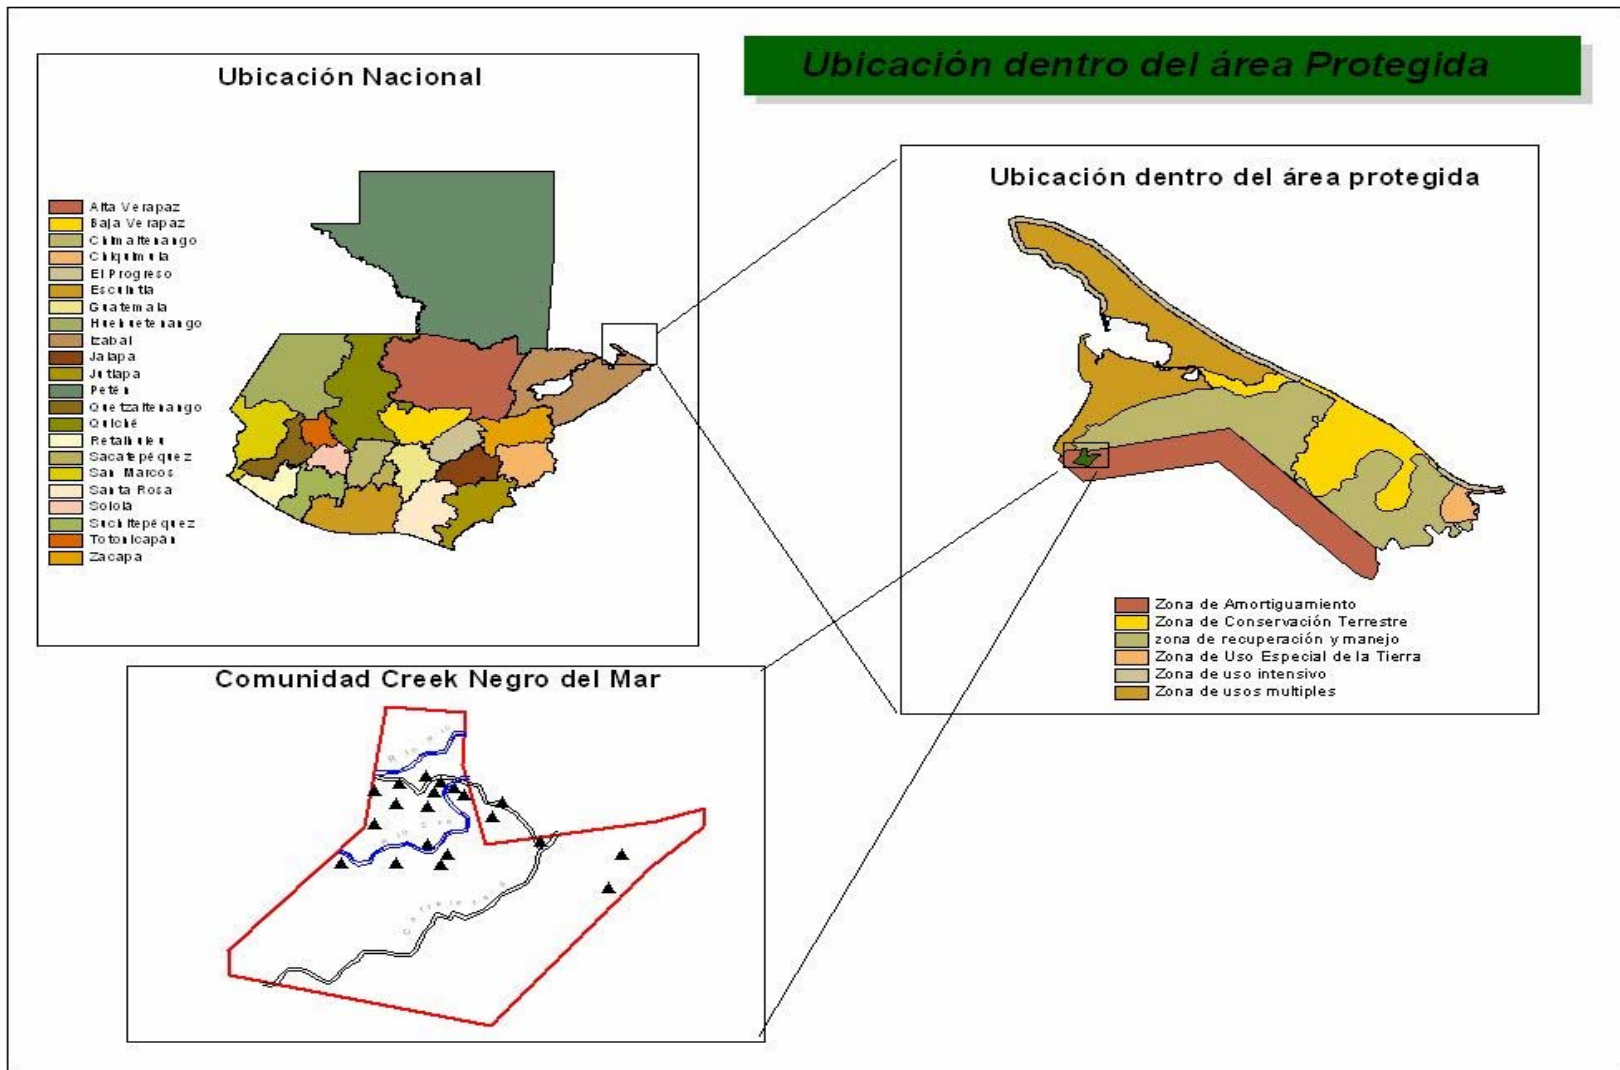 Ubicación dentro del área Protegida
Ubicación Nacional
Alta Verapaz
Baja Verapaz
Chimaltenango
Chiquimula
El Progreso
Escuintla
Guatemala
Huehuetenango
Izabal
Jalapa
Jutiapa
Petén
Quetzaltenango
Quiché
Retalhuleu
Sacatepéquez
San Marcos
Santa Rosa
Sololá
Suchitepéquez
Totonicapán
Zacapa
Ubicación dentro del área protegida
Zona de Amortiguamiento
Zona de Conservación Terrestre
zona de recuperación y manejo
Zona de Uso Especial de la Tierra
Zona de uso intensivo
Zona de usos multiples
Comunidad Creek Negro del Mar